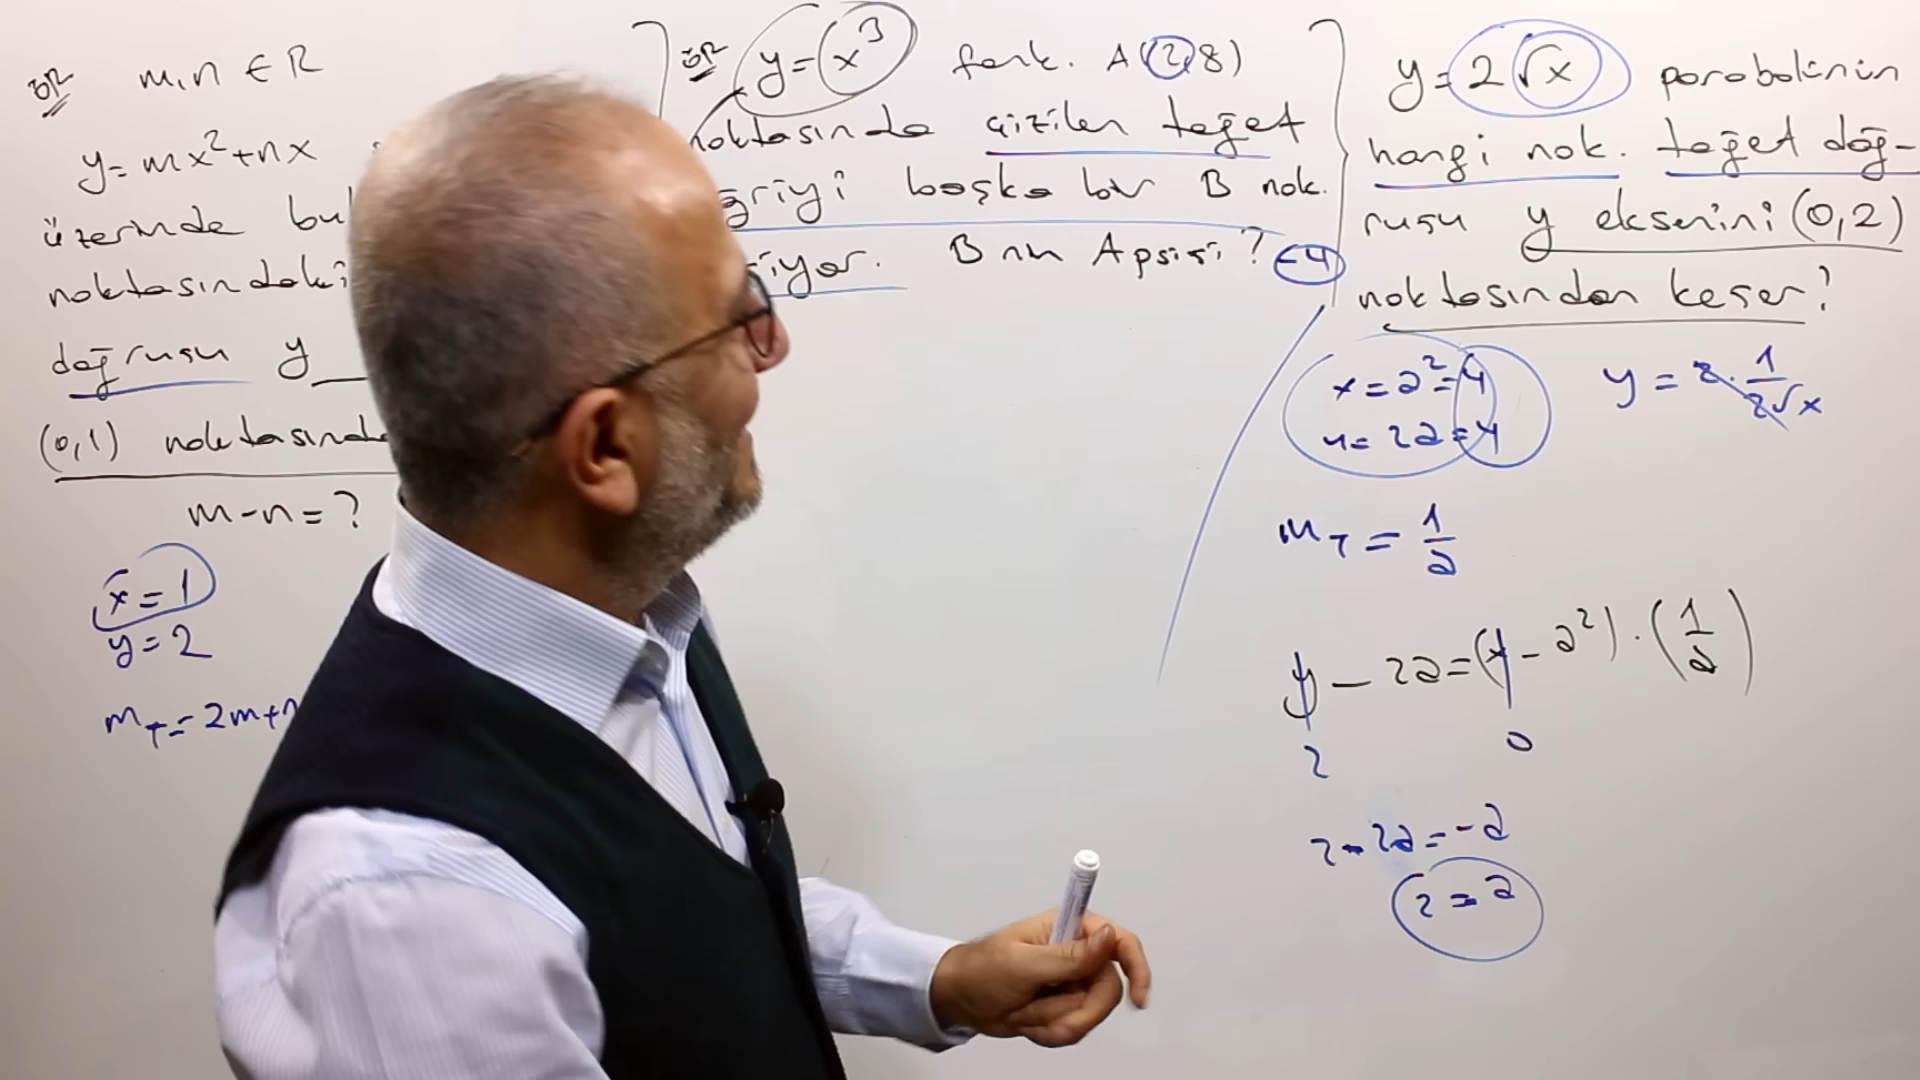 ÖR m,n ∈ R
y=mx²+nx
üzerinde bul
noktasındaki
doğrusu y
(0,1) noktasında
m-n=?
x=1
y=2
m_T=2m+n
ÖR y=x³ fonk. A(2,8)
noktasında çizilen teğet
eğriyi başka bir B nok.
iyor. B nin Apsisi? -4
y=2√x parabolünün
hangi nok. teğet doğ-
rusu y eksenini (0,2)
noktasından keser?
x=a²=4
y=2a=4
y=2·1/(2√x)
m_T=1/a
y-2a=(x-a²)·(1/a)
2 0
2-2a=-a
2=a